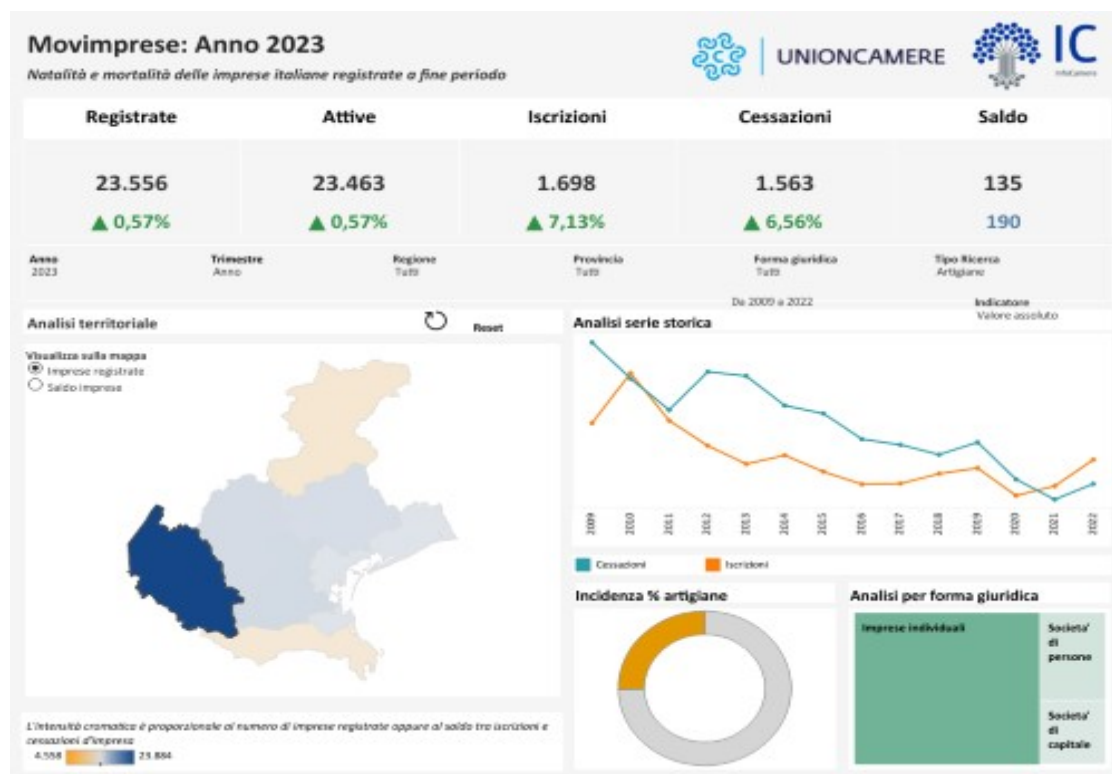 Movimprese: Anno 2023
Natalità e mortalità delle imprese italiane registrate a fine periodo
UNIONCAMERE
IC
InfoCamere
Registrate Attive Iscrizioni Cessazioni Saldo
23.556 23.463 1.698 1.563 135
▲ 0,57% ▲ 0,57% ▲ 7,13% ▲ 6,56% 190
Anno Trimestre Regione Provincia Forma giuridica Tipo Ricerca
2023 Anno Tutti Tutti Tutti Artigiane
Da 2009 a 2022 Indicatore
Valore assoluto
Analisi territoriale Reset Analisi serie storica
Visualizza sulla mappa
Imprese registrate
Saldo imprese
2009 2010 2011 2012 2013 2014 2015 2016 2017 2018 2019 2020 2021 2022
Cessazioni Iscrizioni
Incidenza % artigiane Analisi per forma giuridica
Imprese individuali
Societa'
di
persone
Societa'
di
capitale
L'intensità cromatica è proporzionale al numero di imprese registrate oppure al saldo tra iscrizioni e
cessazioni d'impresa
4.558 23.884